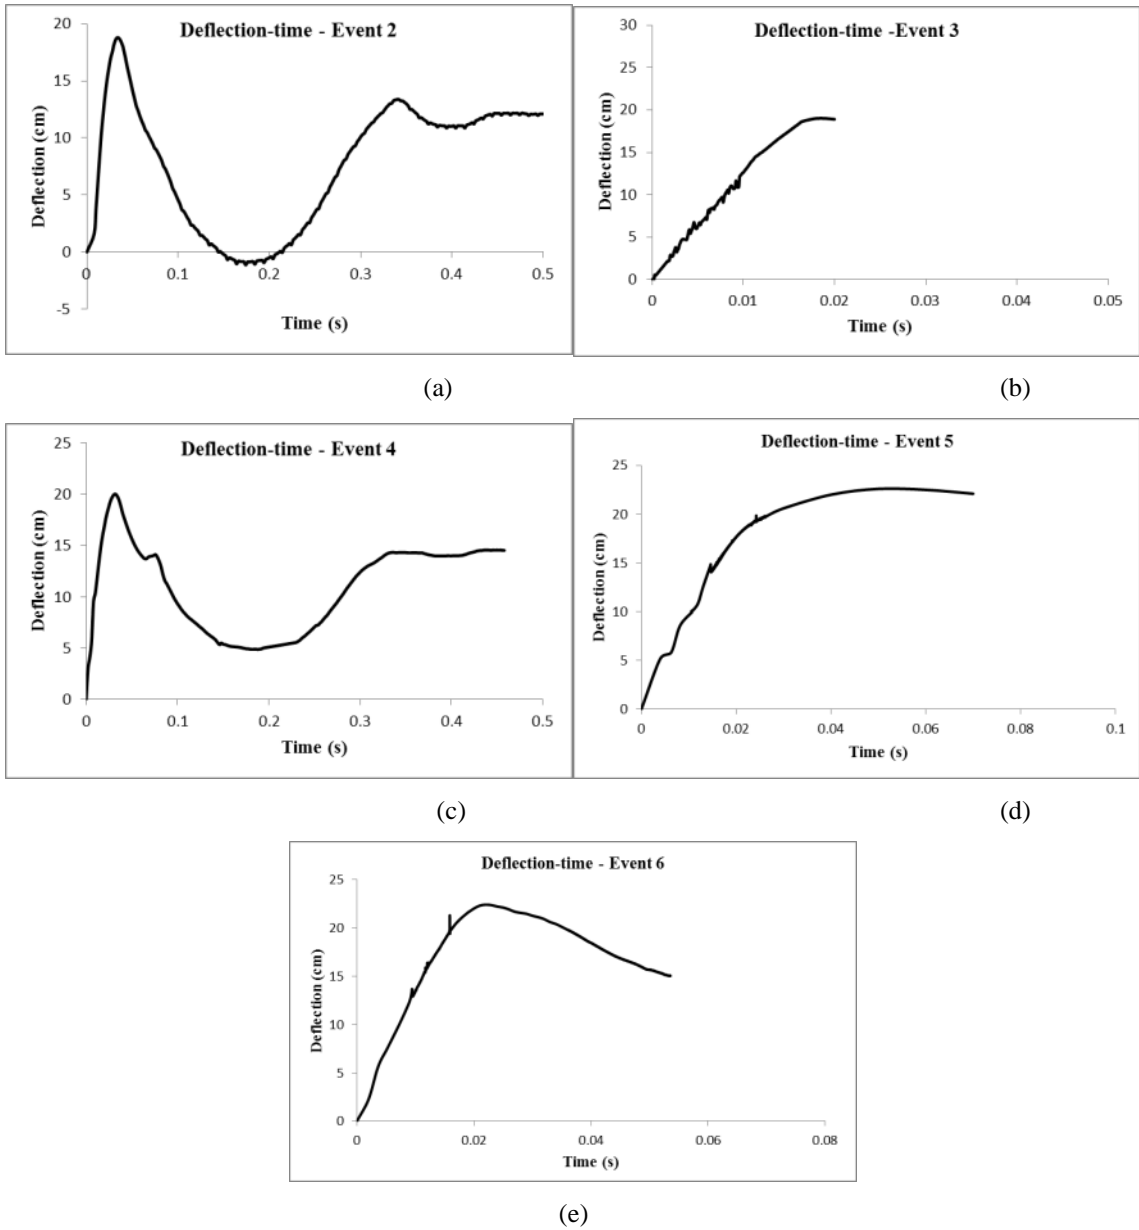 Deflection-time - Event 2
20
15
10
5
0
-5
Deflection (cm)
0 0.1 0.2 0.3 0.4 0.5
Time (s)
(a)
Deflection-time -Event 3
30
25
20
15
10
5
0
Deflection (cm)
0 0.01 0.02 0.03 0.04 0.05
Time (s)
(b)
Deflection-time - Event 4
25
20
15
10
5
0
Deflection (cm)
0 0.1 0.2 0.3 0.4 0.5
Time (s)
(c)
Deflection-time - Event 5
25
20
15
10
5
0
Deflection (cm)
0 0.02 0.04 0.06 0.08 0.1
Time (s)
(d)
Deflection-time - Event 6
25
20
15
10
5
0
Deflection (cm)
0 0.02 0.04 0.06 0.08
Time (s)
(e)